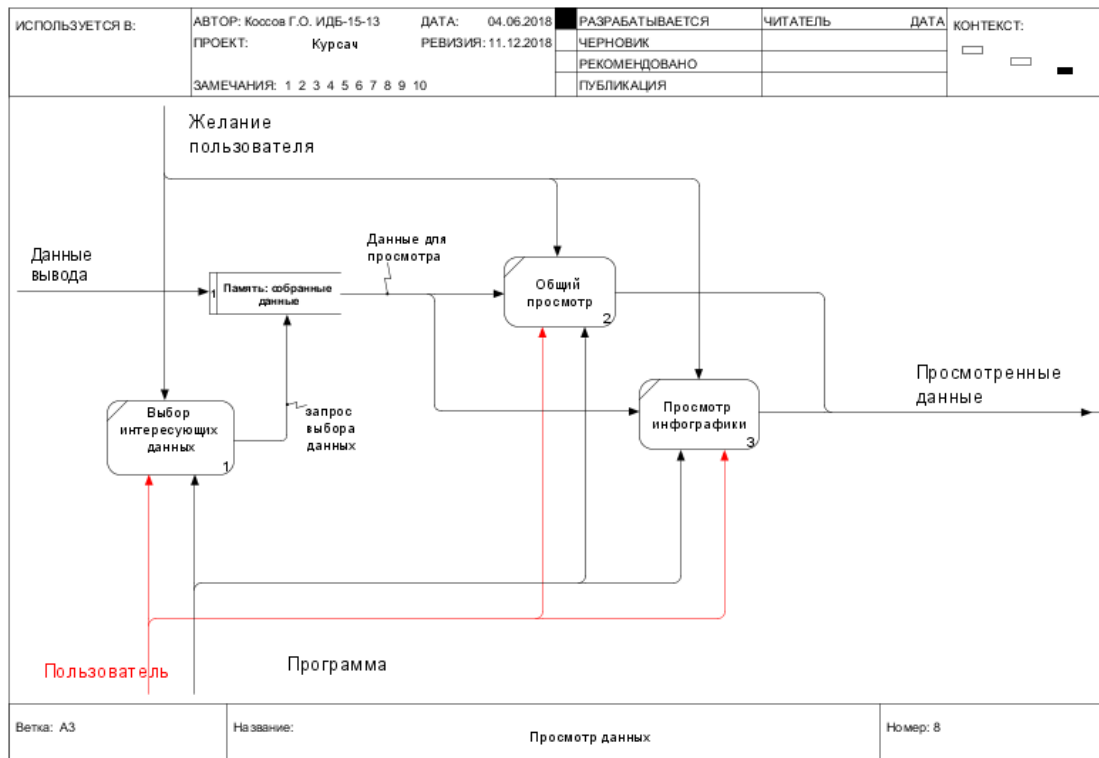 ИСПОЛЬЗУЕТСЯ В:
АВТОР: Коссов Г.О. ИДБ-15-13
ДАТА: 04.06.2018
ПРОЕКТ: Курсач
РЕВИЗИЯ: 11.12.2018
ЗАМЕЧАНИЯ: 1 2 3 4 5 6 7 8 9 10
РАЗРАБАТЫВАЕТСЯ
ЧЕРНОВИК
РЕКОМЕНДОВАНО
ПУБЛИКАЦИЯ
ЧИТАТЕЛЬ
ДАТА
КОНТЕКСТ:
Желание
пользователя
Данные
вывода
1
Память: собранные
данные
Данные для
просмотра
Общий
просмотр
2
Просмотр
инфографики
3
Просмотренные
данные
Выбор
интересующих
данных
1
запрос
выбора
данных
Пользователь
Программа
Ветка: A3
Название:
Просмотр данных
Номер: 8